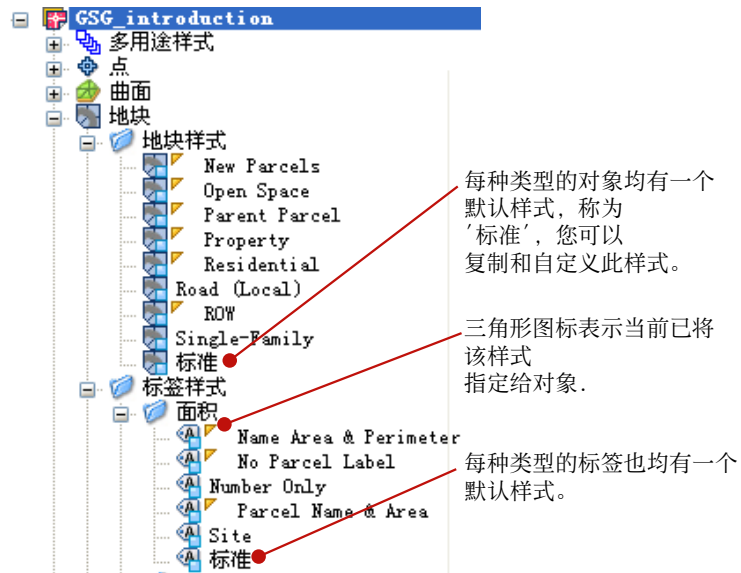 GSG_introduction
多用途样式
点
曲面
地块
地块样式
New Parcels
Open Space
Parent Parcel
Property
Residential
Road (Local)
ROW
Single-Family
标准
标签样式
面积
Name Area & Perimeter
No Parcel Label
Number Only
Parcel Name & Area
Site
标准
每种类型的对象均有一个
默认样式, 称为
'标准', 您可以
复制和自定义此样式。
三角形图标表示当前已将
该样式
指定给对象.
每种类型的标签也均有一个
默认样式。